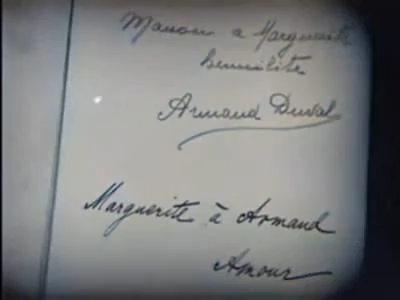 Manon a Marguerite
humilité
Armand Duval
Marguerite à Armand
Amour